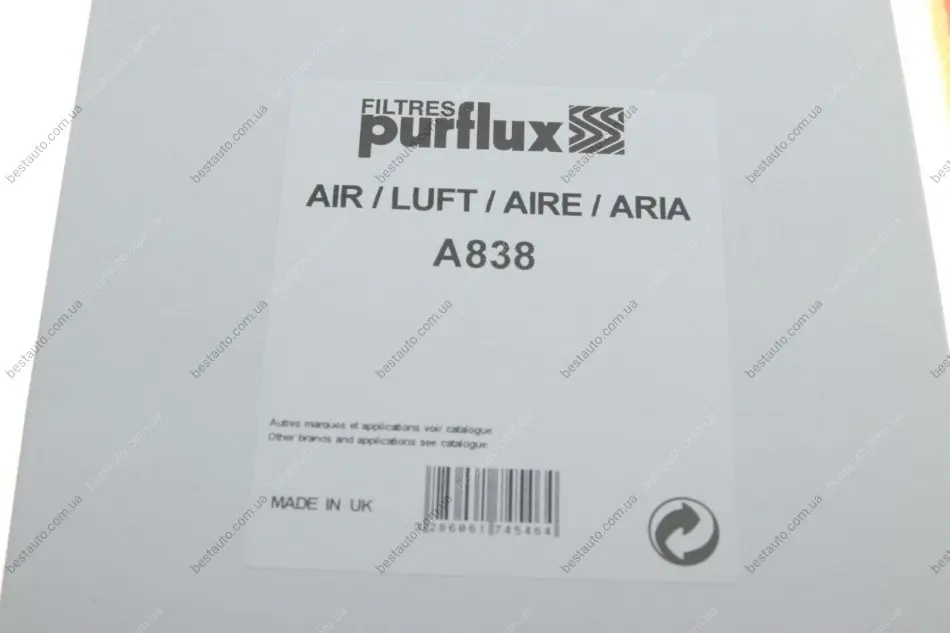 FILTRES
purflux
AIR / LUFT / AIRE / ARIA
A838
Autres marques et applications voir catalogue
Other brands and applications see catalogue
MADE IN UK
3286061745464
bestauto.com.ua